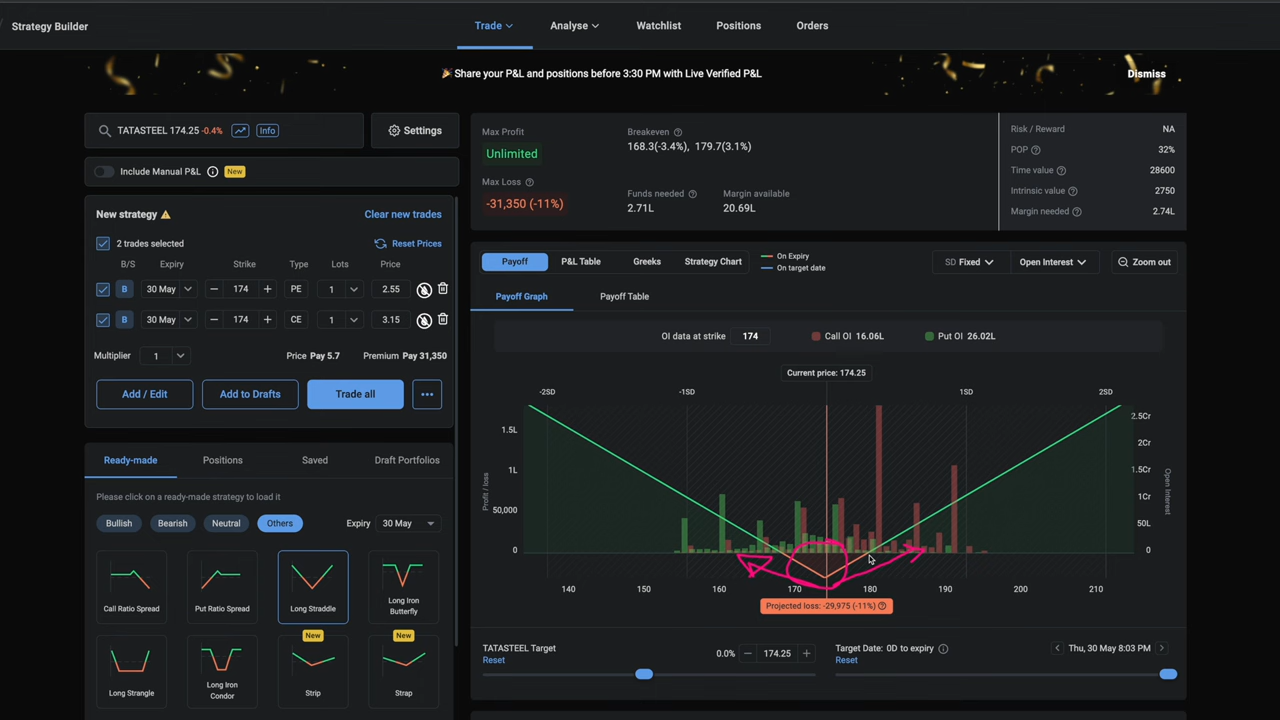 Strategy Builder
Trade
Analyse
Watchlist
Positions
Orders
Share your P&L and positions before 3:30 PM with Live Verified P&L
Dismiss
TATASTEEL 174.25 -0.4%
Info
Settings
Include Manual P&L
New
New strategy
Clear new trades
2 trades selected
Reset Prices
B/S Expiry Strike Type Lots Price
B 30 May − 174 + PE 1 2.55
B 30 May − 174 + CE 1 3.15
Multiplier 1 Price Pay 5.7 Premium Pay 31,350
Add / Edit
Add to Drafts
Trade all
Ready-made
Positions
Saved
Draft Portfolios
Please click on a ready-made strategy to load it
Bullish
Bearish
Neutral
Others
Expiry 30 May
Call Ratio Spread
Put Ratio Spread
Long Straddle
Long Iron
Butterfly
New
New
Long Strangle
Long Iron
Condor
Strip
Strap
Max Profit
Unlimited
Max Loss
-31,350 (-11%)
Breakeven
168.3(-3.4%), 179.7(3.1%)
Funds needed
2.71L
Margin available
20.69L
Risk / Reward NA
POP 32%
Time value 28600
Intrinsic value 2750
Margin needed 2.74L
Payoff
P&L Table
Greeks
Strategy Chart
On Expiry
On target date
SD Fixed
Open Interest
Zoom out
Payoff Graph
Payoff Table
OI data at strike 174
Call OI 16.06L
Put OI 26.02L
Current price: 174.25
-2SD -1SD 1SD 2SD
1.5L
1L
50,000
0
Profit / loss
2.5Cr
2Cr
1.5Cr
1Cr
50L
0
Open Interest
140 150 160 170 180 190 200 210
Projected loss: -29,975 (-11%)
TATASTEEL Target
Reset
0.0% − 174.25 +
Target Date: 0D to expiry
Reset
Thu, 30 May 8:03 PM